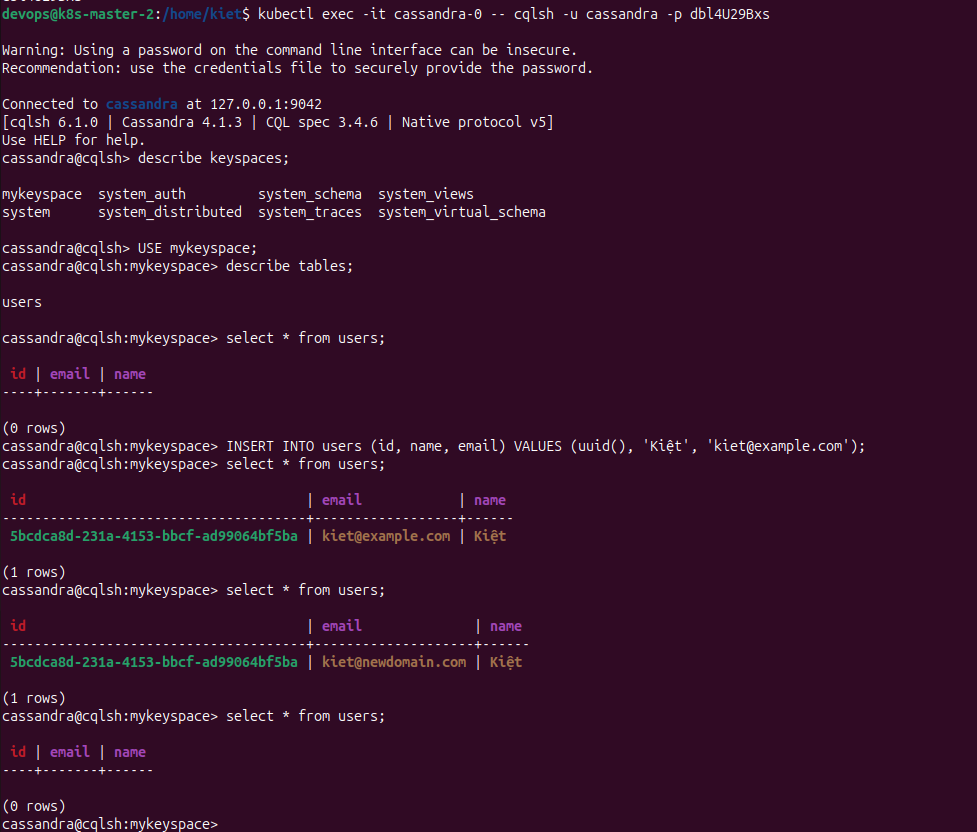 devops@k8s-master-2:/home/kiet$ kubectl exec -it cassandra-0 -- cqlsh -u cassandra -p dbl4U29Bxs
Warning: Using a password on the command line interface can be insecure.
Recommendation: use the credentials file to securely provide the password.
Connected to cassandra at 127.0.0.1:9042
[cqlsh 6.1.0 | Cassandra 4.1.3 | CQL spec 3.4.6 | Native protocol v5]
Use HELP for help.
cassandra@cqlsh> describe keyspaces;
mykeyspace  system_auth         system_schema  system_views
system      system_distributed  system_traces  system_virtual_schema
cassandra@cqlsh> USE mykeyspace;
cassandra@cqlsh:mykeyspace> describe tables;
users
cassandra@cqlsh:mykeyspace> select * from users;
 id | email | name
----+-------+------
(0 rows)
cassandra@cqlsh:mykeyspace> INSERT INTO users (id, name, email) VALUES (uuid(), 'Kiệt', 'kiet@example.com');
cassandra@cqlsh:mykeyspace> select * from users;
 id                                   | email            | name
--------------------------------------+------------------+------
 5bcdca8d-231a-4153-bbcf-ad99064bf5ba | kiet@example.com | Kiệt
(1 rows)
cassandra@cqlsh:mykeyspace> select * from users;
 id                                   | email              | name
--------------------------------------+--------------------+------
 5bcdca8d-231a-4153-bbcf-ad99064bf5ba | kiet@newdomain.com | Kiệt
(1 rows)
cassandra@cqlsh:mykeyspace> select * from users;
 id | email | name
----+-------+------
(0 rows)
cassandra@cqlsh:mykeyspace>